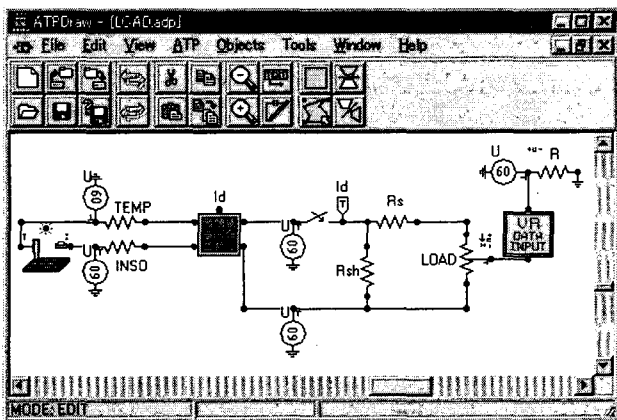 ATPDraw - [LOAD.adp]
File Edit View ATP Objects Tools Window Help
U
TEMP
INSO
U
60
60
Id
U
60
U
60
Id
T
Rs
Rsh
LOAD
U
60
R
VR
DATA
INPUT
MODE: EDIT